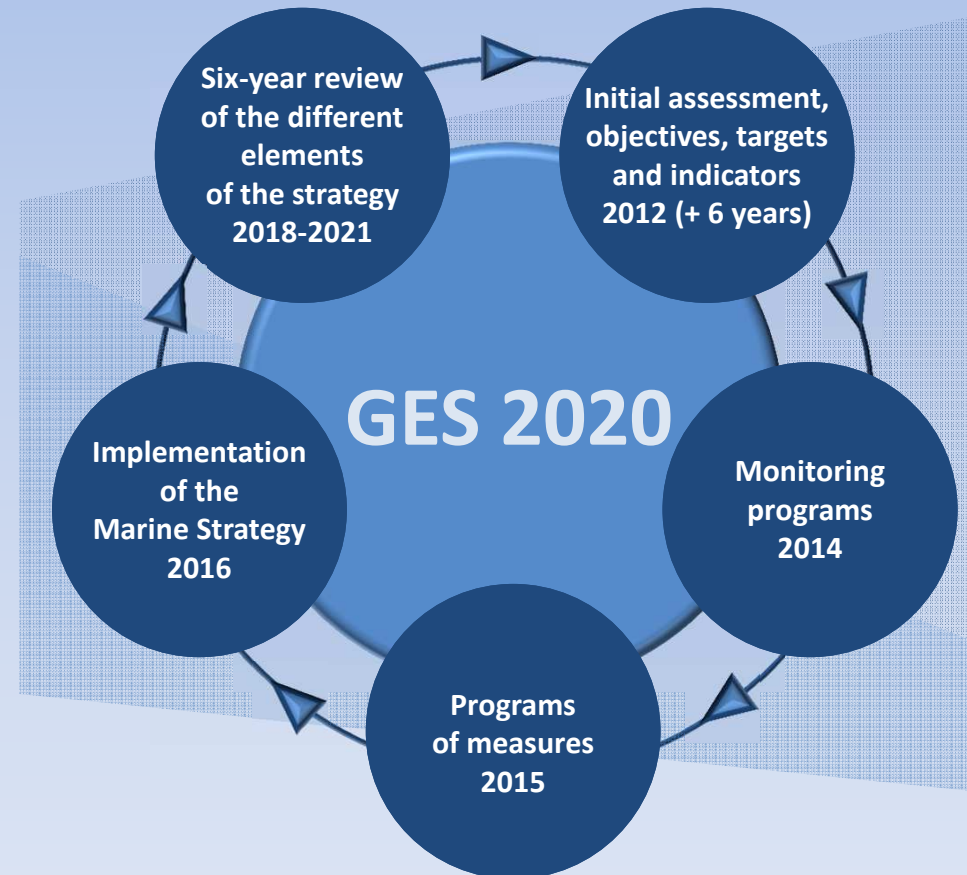 Six-year review
of the different
elements
of the strategy
2018-2021
Initial assessment,
objectives, targets
and indicators
2012 (+ 6 years)
GES 2020
Implementation
of the
Marine Strategy
2016
Monitoring
programs
2014
Programs
of measures
2015